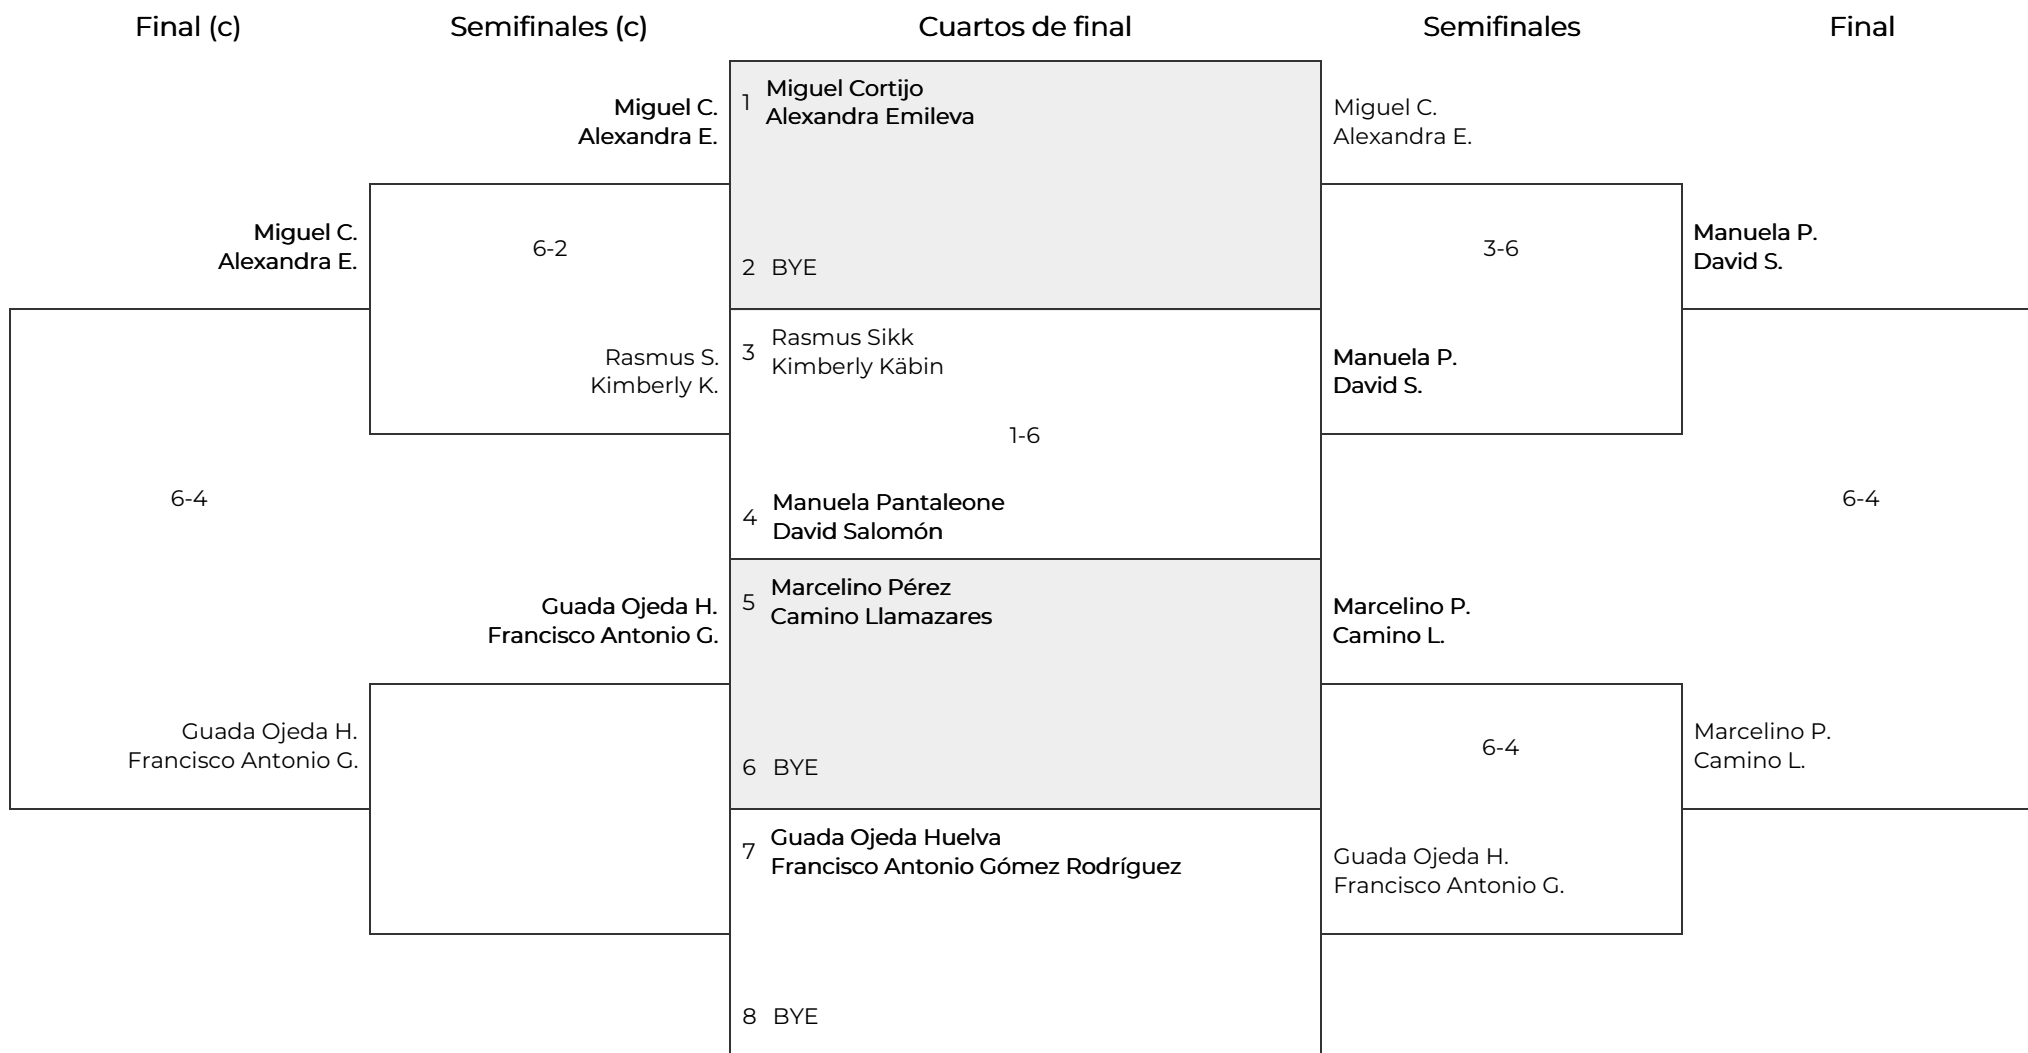 Final (c)
Semifinales (c)
Cuartos de final
Semifinales
Final
Miguel C.
Alexandra E.
6-4
Guada Ojeda H.
Francisco Antonio G.
Miguel C.
Alexandra E.
6-2
Rasmus S.
Kimberly K.
Guada Ojeda H.
Francisco Antonio G.
1 Miguel Cortijo
Alexandra Emileva
2 BYE
3 Rasmus Sikk
Kimberly Käbin
1-6
4 Manuela Pantaleone
David Salomón
5 Marcelino Pérez
Camino Llamazares
6 BYE
7 Guada Ojeda Huelva
Francisco Antonio Gómez Rodríguez
8 BYE
Miguel C.
Alexandra E.
3-6
Manuela P.
David S.
Marcelino P.
Camino L.
6-4
Guada Ojeda H.
Francisco Antonio G.
Manuela P.
David S.
6-4
Marcelino P.
Camino L.